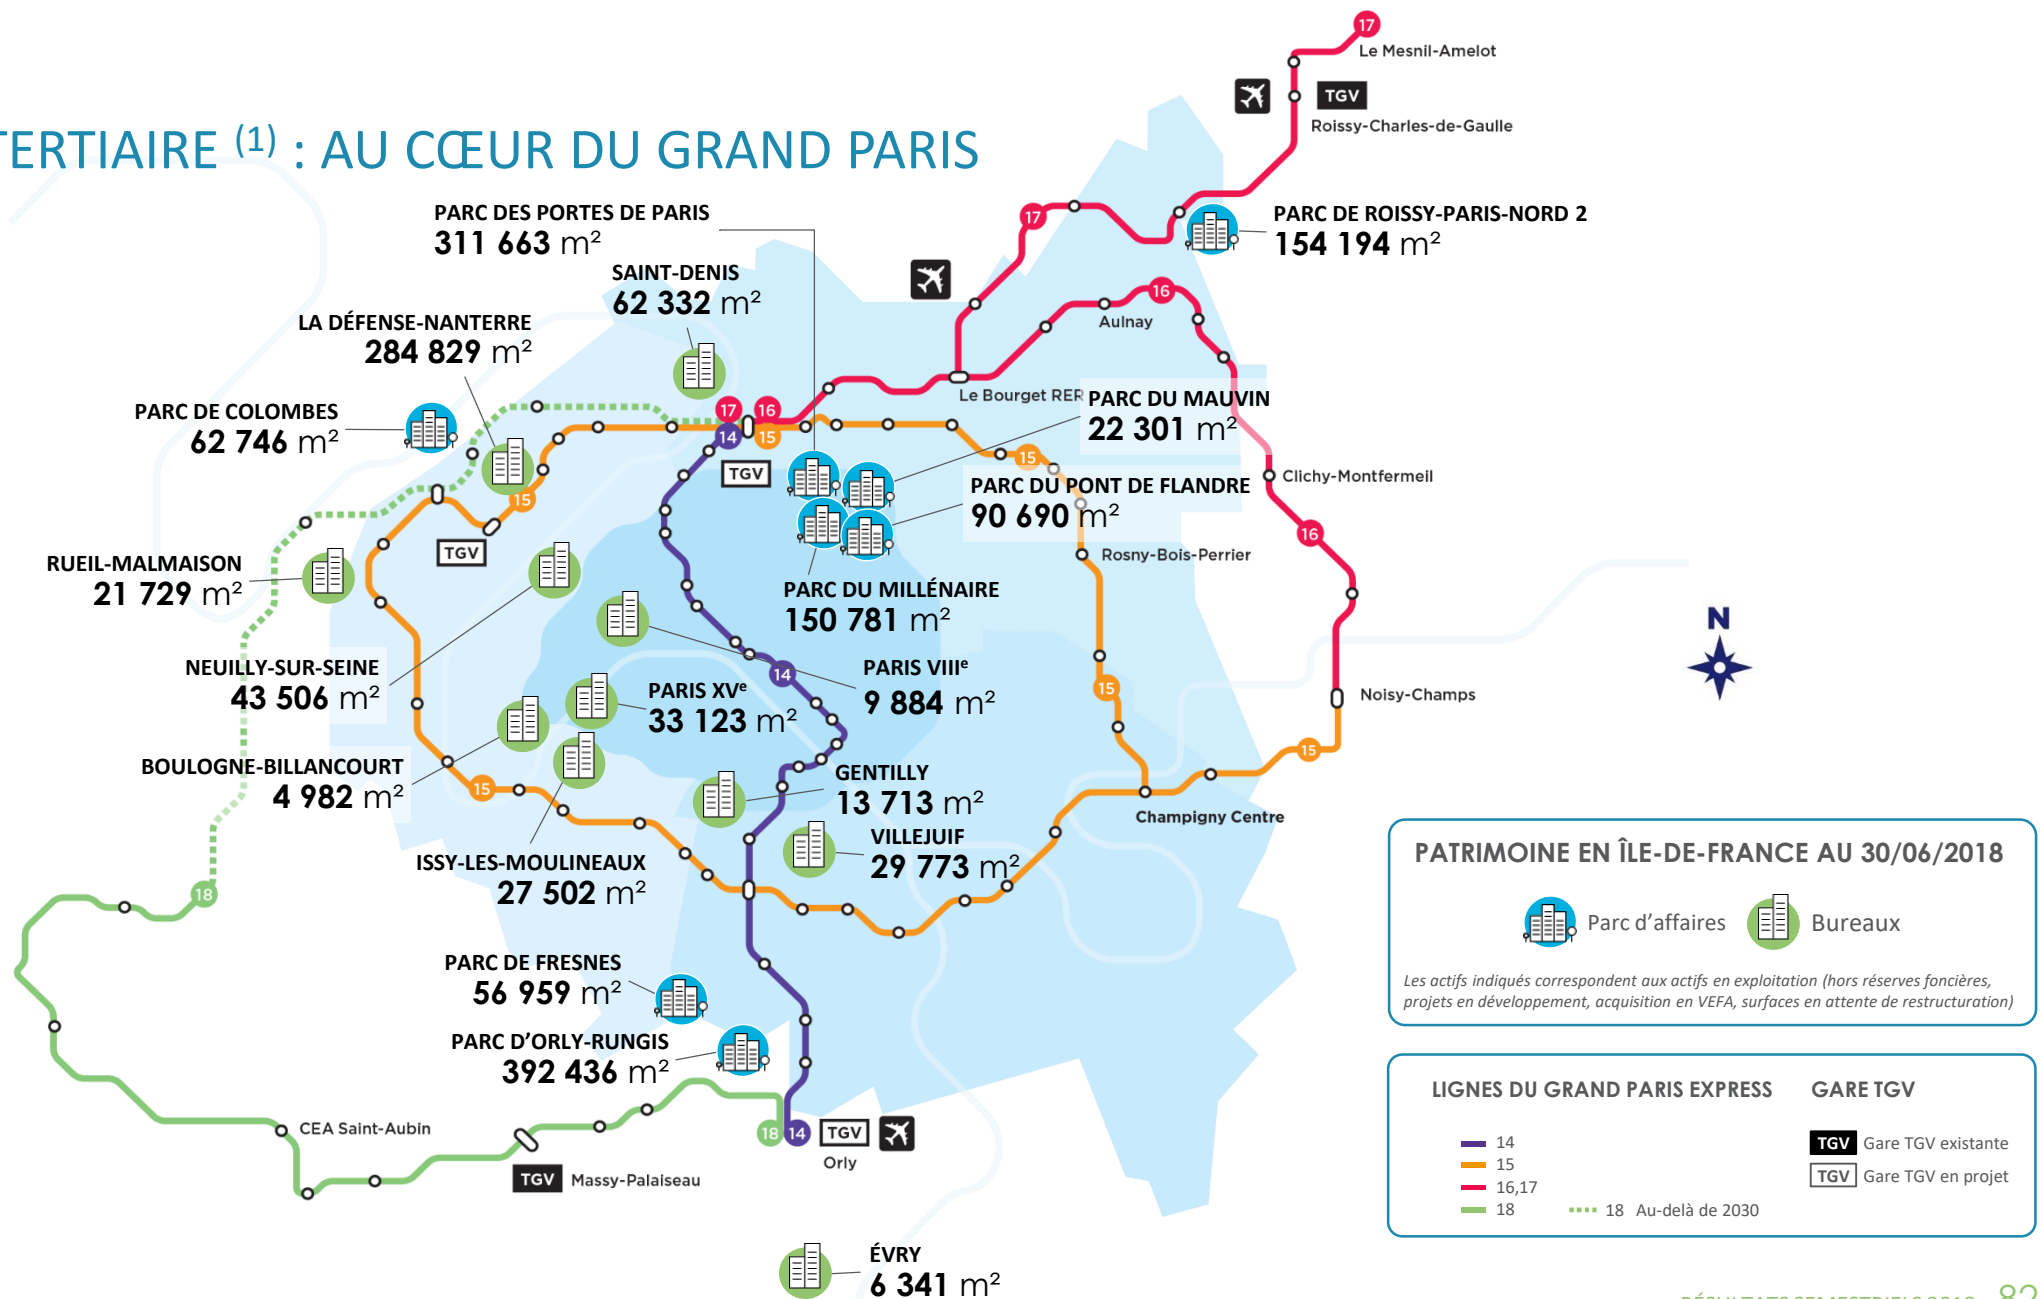 TERTIAIRE (1) : AU CŒUR DU GRAND PARIS
17
Le Mesnil-Amelot
TGV
Roissy-Charles-de-Gaulle
PARC DES PORTES DE PARIS
311 663 m²
17
PARC DE ROISSY-PARIS-NORD 2
154 194 m²
SAINT-DENIS
62 332 m²
16
Aulnay
LA DÉFENSE-NANTERRE
284 829 m²
Le Bourget RER
PARC DU MAUVIN
22 301 m²
PARC DE COLOMBES
62 746 m²
17
16
14
15
15
TGV
Clichy-Montfermeil
PARC DU PONT DE FLANDRE
90 690 m²
15
16
TGV
Rosny-Bois-Perrier
RUEIL-MALMAISON
21 729 m²
PARC DU MILLÉNAIRE
150 781 m²
N
NEUILLY-SUR-SEINE
43 506 m²
14
PARIS VIIIe
9 884 m²
PARIS XVe
33 123 m²
15
Noisy-Champs
15
BOULOGNE-BILLANCOURT
4 982 m²
15
GENTILLY
13 713 m²
Champigny Centre
VILLEJUIF
29 773 m²
ISSY-LES-MOULINEAUX
27 502 m²
18
PARC DE FRESNES
56 959 m²
PARC D'ORLY-RUNGIS
392 436 m²
CEA Saint-Aubin
18
14
TGV
Orly
TGV
Massy-Palaiseau
ÉVRY
6 341 m²
PATRIMOINE EN ÎLE-DE-FRANCE AU 30/06/2018
Parc d'affaires
Bureaux
Les actifs indiqués correspondent aux actifs en exploitation (hors réserves foncières,
projets en développement, acquisition en VEFA, surfaces en attente de restructuration)
LIGNES DU GRAND PARIS EXPRESS
14
15
16,17
18
18 Au-delà de 2030
GARE TGV
TGV Gare TGV existante
TGV Gare TGV en projet